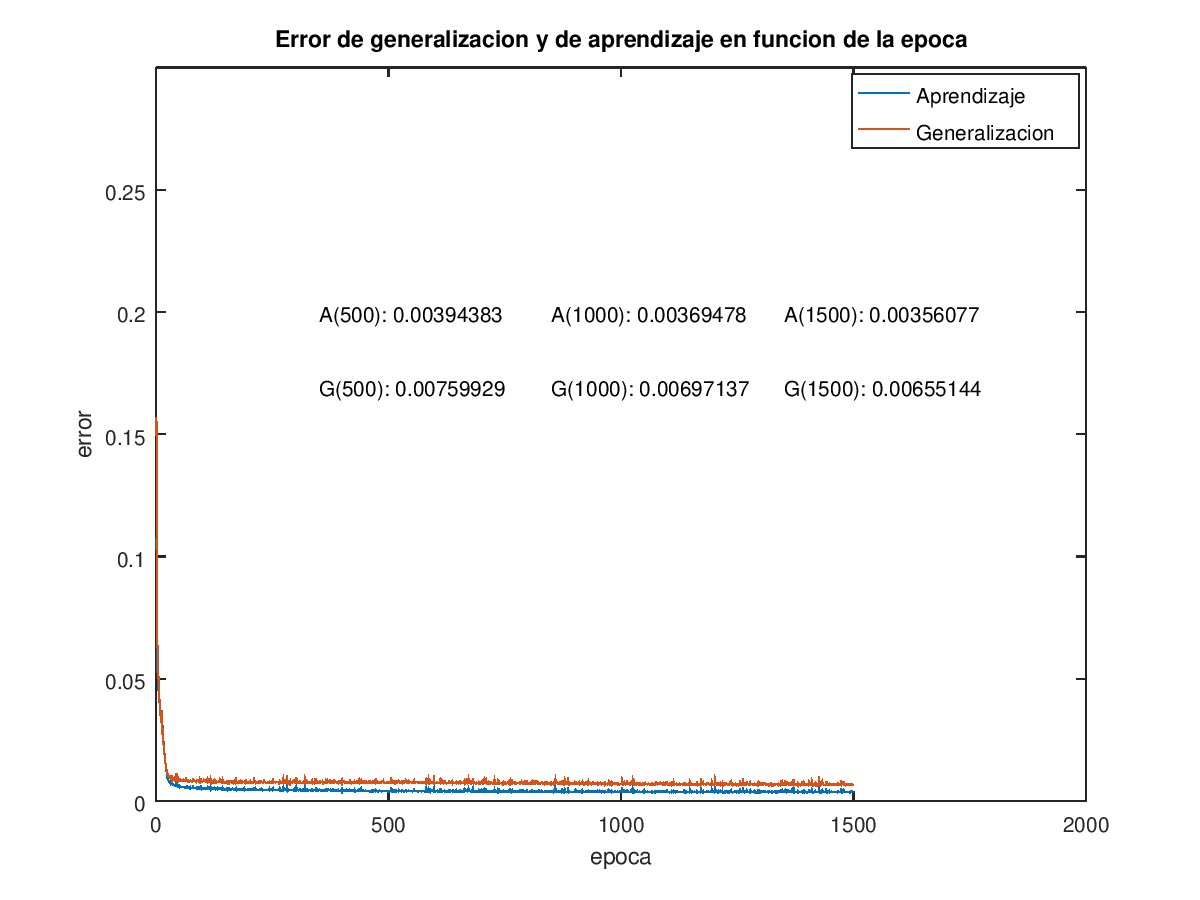 Error de generalizacion y de aprendizaje en funcion de la epoca
Aprendizaje
Generalizacion
0.25
0.2
0.15
0.1
0.05
0
A(500): 0.00394383 A(1000): 0.00369478 A(1500): 0.00356077
G(500): 0.00759929 G(1000): 0.00697137 G(1500): 0.00655144
error
0 500 1000 1500 2000
epoca